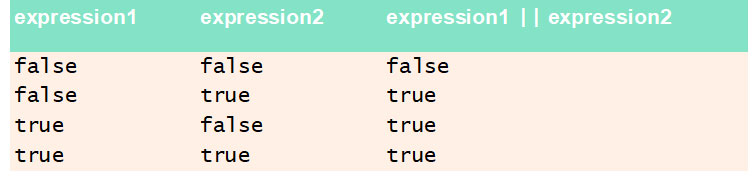 expression1 expression2 expression1 || expression2
false false false
false true true
true false true
true true true